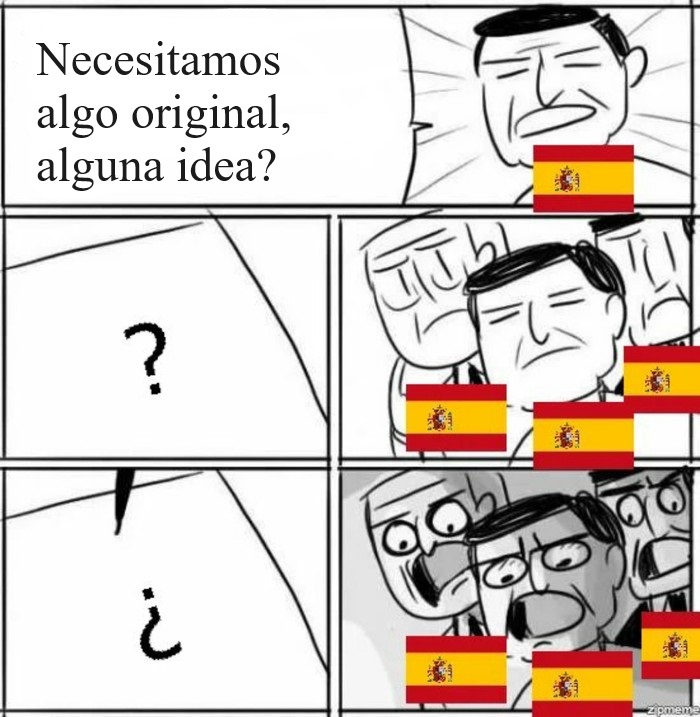 Necesitamos
algo original,
alguna idea?
?
¿
zipmeme